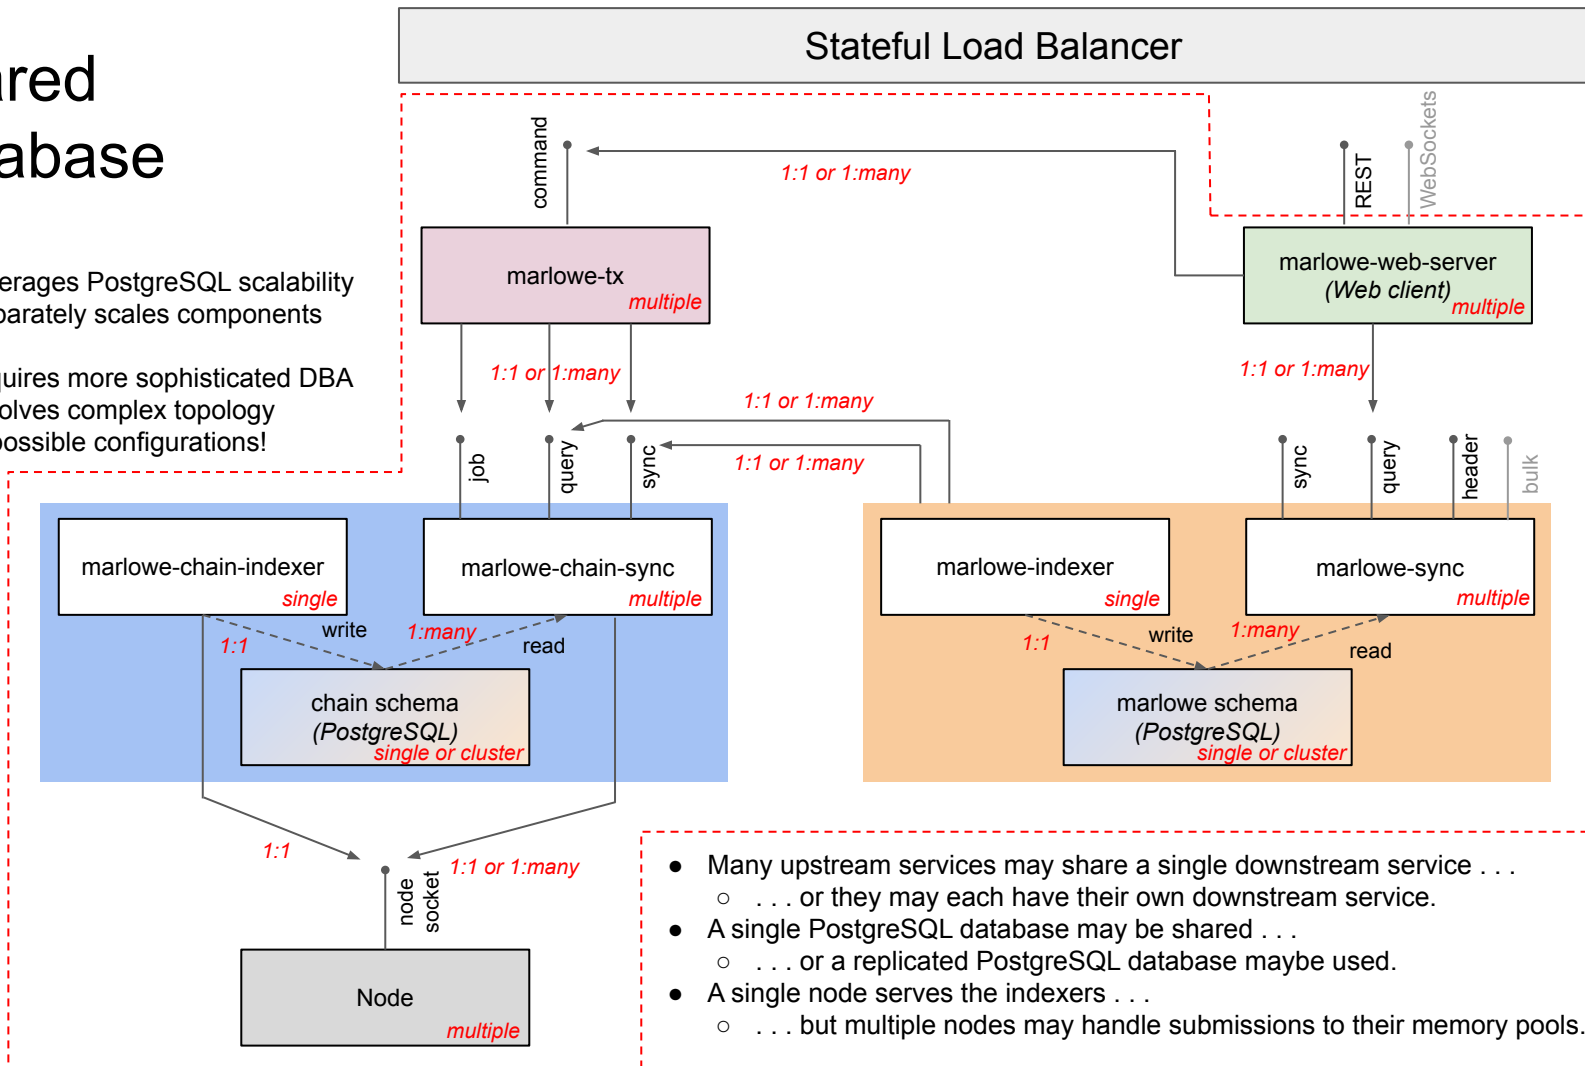 Stateful Load Balancer
ared
abase
erages PostgreSQL scalability
parately scales components
quires more sophisticated DBA
olves complex topology
possible configurations!
command
1:1 or 1:many
REST
WebSockets
marlowe-tx
multiple
marlowe-web-server
(Web client)
multiple
1:1 or 1:many
1:1 or 1:many
1:1 or 1:many
1:1 or 1:many
job
query
sync
sync
query
header
bulk
marlowe-chain-indexer
single
marlowe-chain-sync
multiple
marlowe-indexer
single
marlowe-sync
multiple
1:1
write
1:many
read
1:1
write
1:many
read
chain schema
(PostgreSQL)
single or cluster
marlowe schema
(PostgreSQL)
single or cluster
1:1
1:1 or 1:many
node
socket
Node
multiple
● Many upstream services may share a single downstream service . . .
○ . . . or they may each have their own downstream service.
● A single PostgreSQL database may be shared . . .
○ . . . or a replicated PostgreSQL database maybe used.
● A single node serves the indexers . . .
○ . . . but multiple nodes may handle submissions to their memory pools.